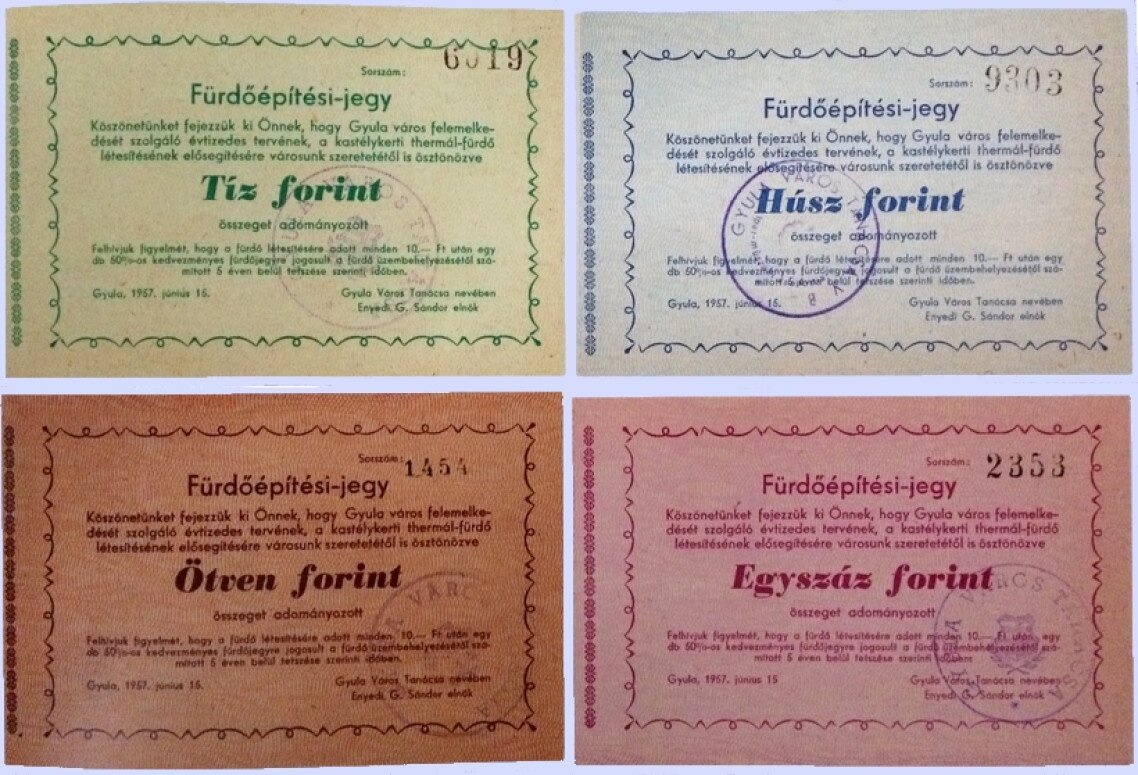 Sorszám: 6019
Fürdőépítési-jegy
Köszönetünket fejezzük ki Önnek, hogy Gyula város felemelke-
dését szolgáló évtizedes tervének, a kastélykerti thermál-fürdő
létesítésének elősegítésére városunk szeretetétől is ösztönözve
Tíz forint
összeget adományozott
Felhivjuk figyelmét, hogy a fürdő létesítésére adott minden 10.— Ft után egy
db 50%-os kedvezményes fürdőjegyre jogosult a fürdő üzembehelyezésétől szá-
mított 5 éven belül tetszése szerinti időben.
Gyula, 1957. június 15.
Gyula Város Tanácsa nevében
Enyedi G. Sándor elnök
Sorszám: 9303
Fürdőépítési-jegy
Köszönetünket fejezzük ki Önnek, hogy Gyula város felemelke-
dését szolgáló évtizedes tervének, a kastélykerti thermál-fürdő
létesítésének elősegítésére városunk szeretetétől is ösztönözve
Húsz forint
összeget adományozott
Felhivjuk figyelmét, hogy a fürdő létesítésére adott minden 10.— Ft után egy
db 50%-os kedvezményes fürdőjegyre jogosult a fürdő üzembehelyezésétől szá-
mított 5 éven belül tetszése szerinti időben.
Gyula, 1957. június 15.
Gyula Város Tanácsa nevében
Enyedi G. Sándor elnök
GYULA VÁROS TANÁCSA
Sorszám: 1454
Fürdőépítési-jegy
Köszönetünket fejezzük ki Önnek, hogy Gyula város felemelke-
dését szolgáló évtizedes tervének, a kastélykerti thermál-fürdő
létesítésének elősegítésére városunk szeretetétől is ösztönözve
Ötven forint
összeget adományozott
Felhivjuk figyelmét, hogy a fürdő létesítésére adott minden 10.— Ft után egy
db 50%-os kedvezményes fürdőjegyre jogosult a fürdő üzembehelyezésétől szá-
mított 5 éven belül tetszése szerinti időben.
Gyula, 1957. június 15.
Gyula Város Tanácsa nevében
Enyedi G. Sándor elnök
Sorszám: 2353
Fürdőépítési-jegy
Köszönetünket fejezzük ki Önnek, hogy Gyula város felemelke-
dését szolgáló évtizedes tervének, a kastélykerti thermál-fürdő
létesítésének elősegítésére városunk szeretetétől is ösztönözve
Egyszáz forint
összeget adományozott
Felhivjuk figyelmét, hogy a fürdő létesítésére adott minden 10.— Ft után egy
db 50%-os kedvezményes fürdőjegyre jogosult a fürdő üzembehelyezésétől szá-
mított 5 éven belül tetszése szerinti időben
Gyula, 1957. június 15
Gyula Város Tanácsa nevében
Enyedi G. Sándor elnök
GYULA VÁROS TANÁCSA